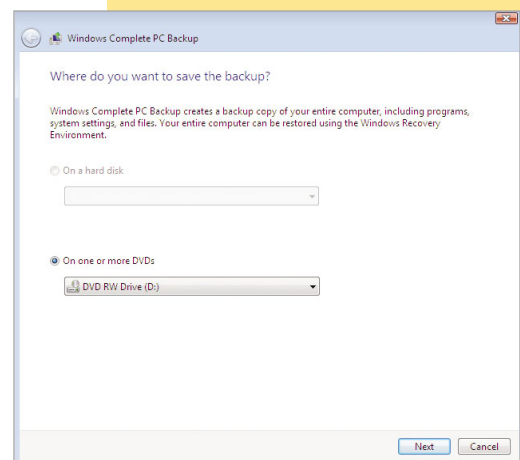 Windows Complete PC Backup
Where do you want to save the backup?
Windows Complete PC Backup creates a backup copy of your entire computer, including programs,
system settings, and files. Your entire computer can be restored using the Windows Recovery
Environment.
On a hard disk
On one or more DVDs
DVD RW Drive (D:)
Next
Cancel